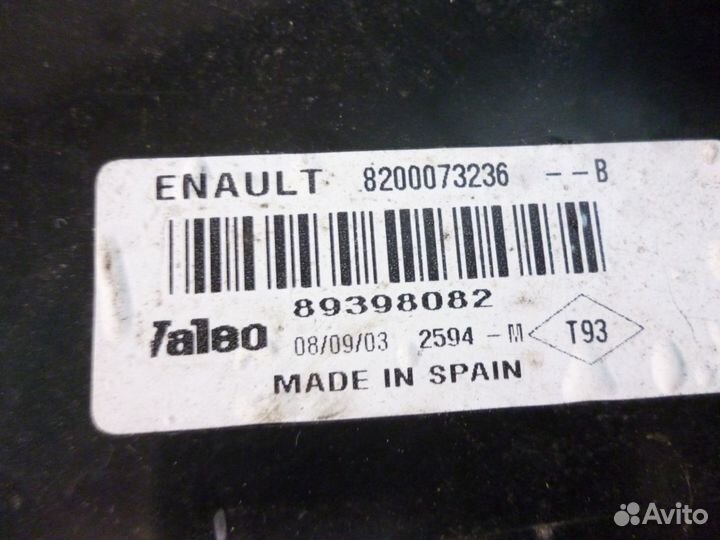 ENAULT 8200073236 --B
89398082
Valeo 08/09/03 2594-M T93
MADE IN SPAIN
Avito